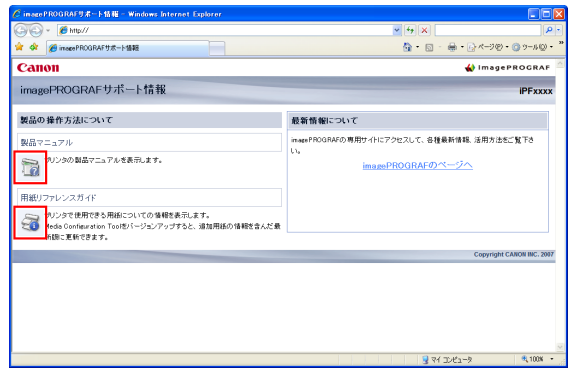 imagePROGRAFサポート情報 - Windows Internet Explorer
http://
imagePROGRAFサポート情報
ページ(P)
ツール(O)
Canon
imagePROGRAF
imagePROGRAFサポート情報
iPFxxxx
製品の操作方法について
製品マニュアル
プリンタの製品マニュアルを表示します。
用紙リファレンスガイド
プリンタで使用できる用紙についての情報を表示します。
Media Configuration Toolをバージョンアップすると、追加用紙の情報を含んだ最
新版に更新できます。
最新情報について
imagePROGRAFの専用サイトにアクセスして、各種最新情報、活用方法をご覧下さ
い。
imagePROGRAFのページへ
Copyright CANON INC. 2007
マイ コンピュータ
100%